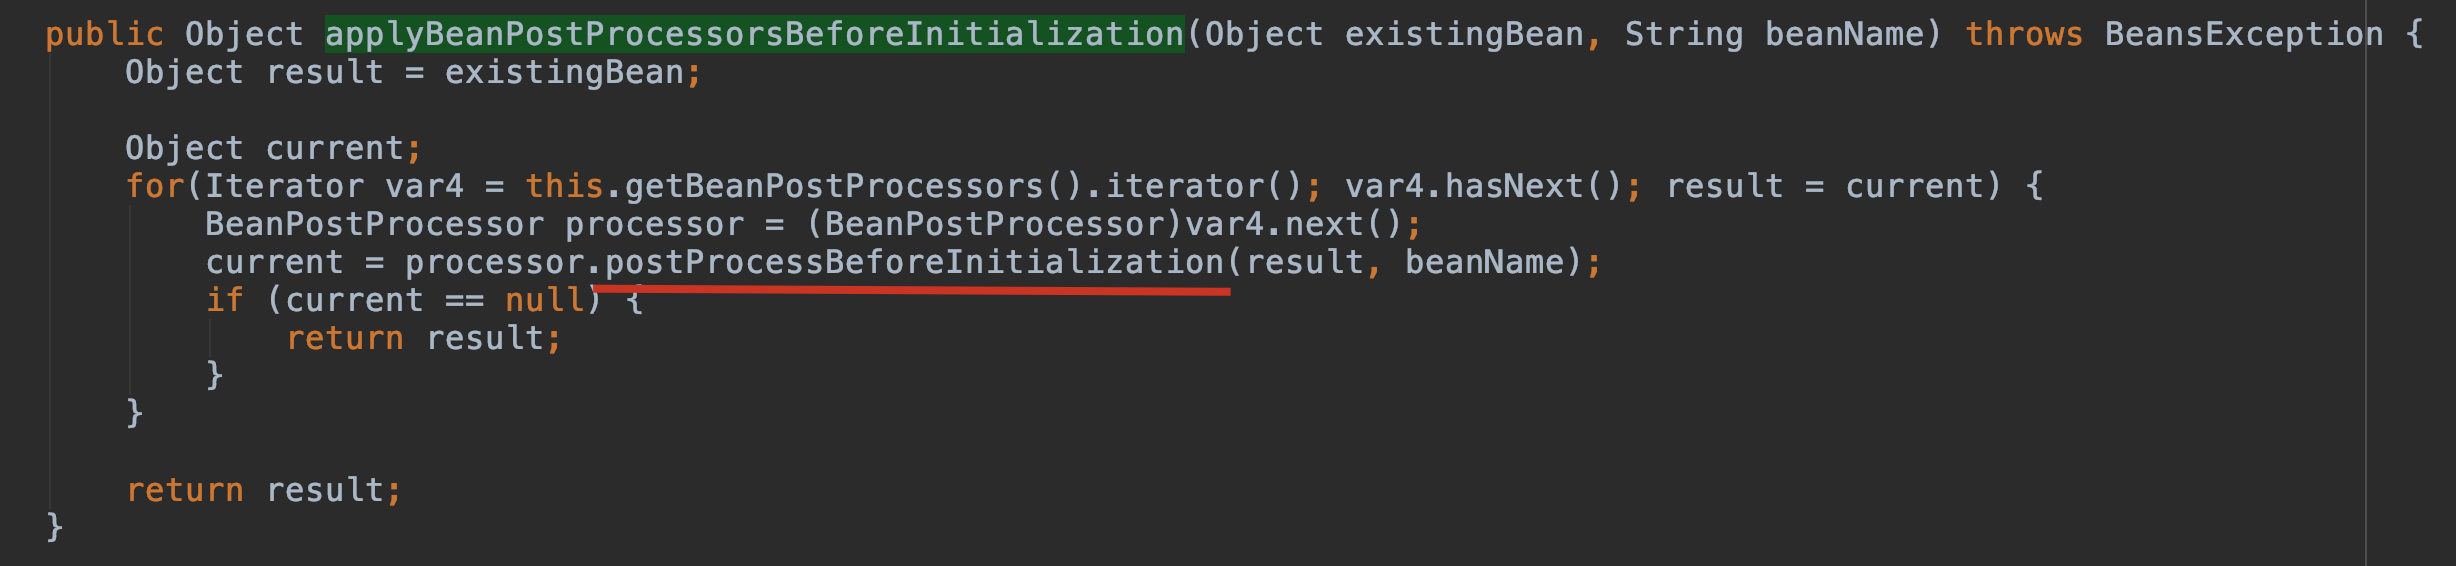 public Object applyBeanPostProcessorsBeforeInitialization(Object existingBean, String beanName) throws BeansException {
Object result = existingBean;
Object current;
for(Iterator var4 = this.getBeanPostProcessors().iterator(); var4.hasNext(); result = current) {
BeanPostProcessor processor = (BeanPostProcessor)var4.next();
current = processor.postProcessBeforeInitialization(result, beanName);
if (current == null) {
return result;
}
}
return result;
}